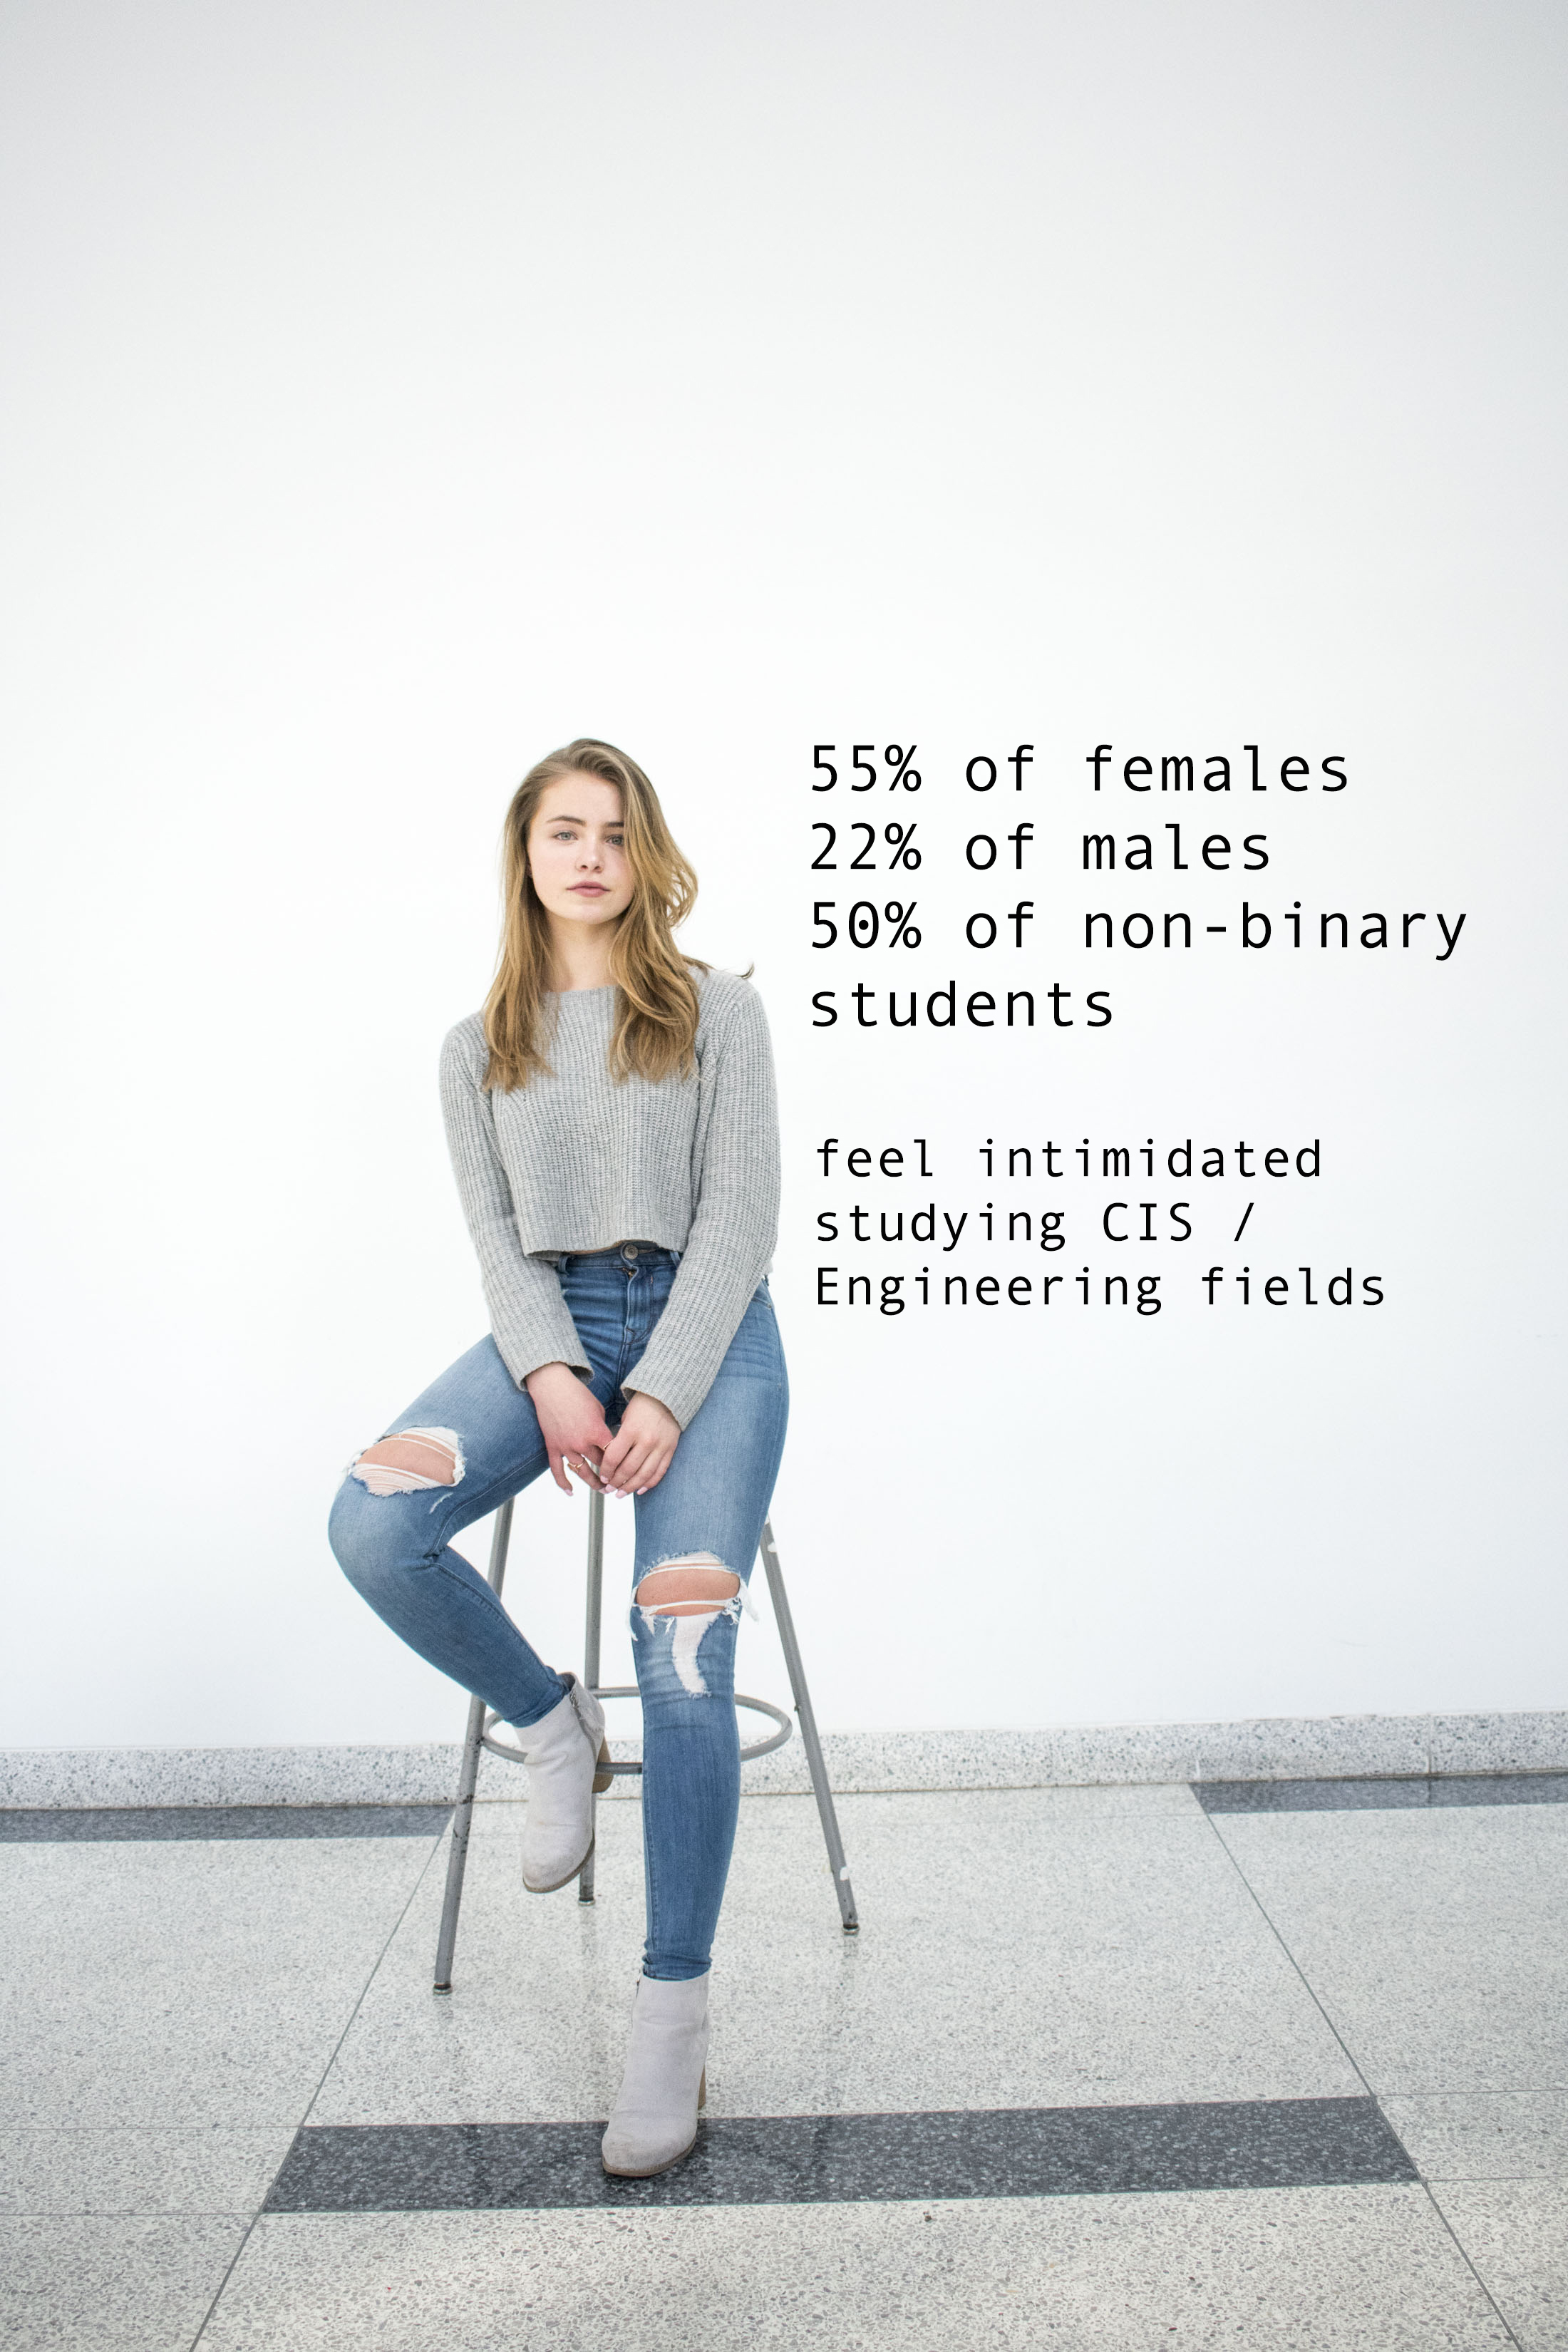 55% of females
22% of males
50% of non-binary
students
feel intimidated
studying CIS /
Engineering fields